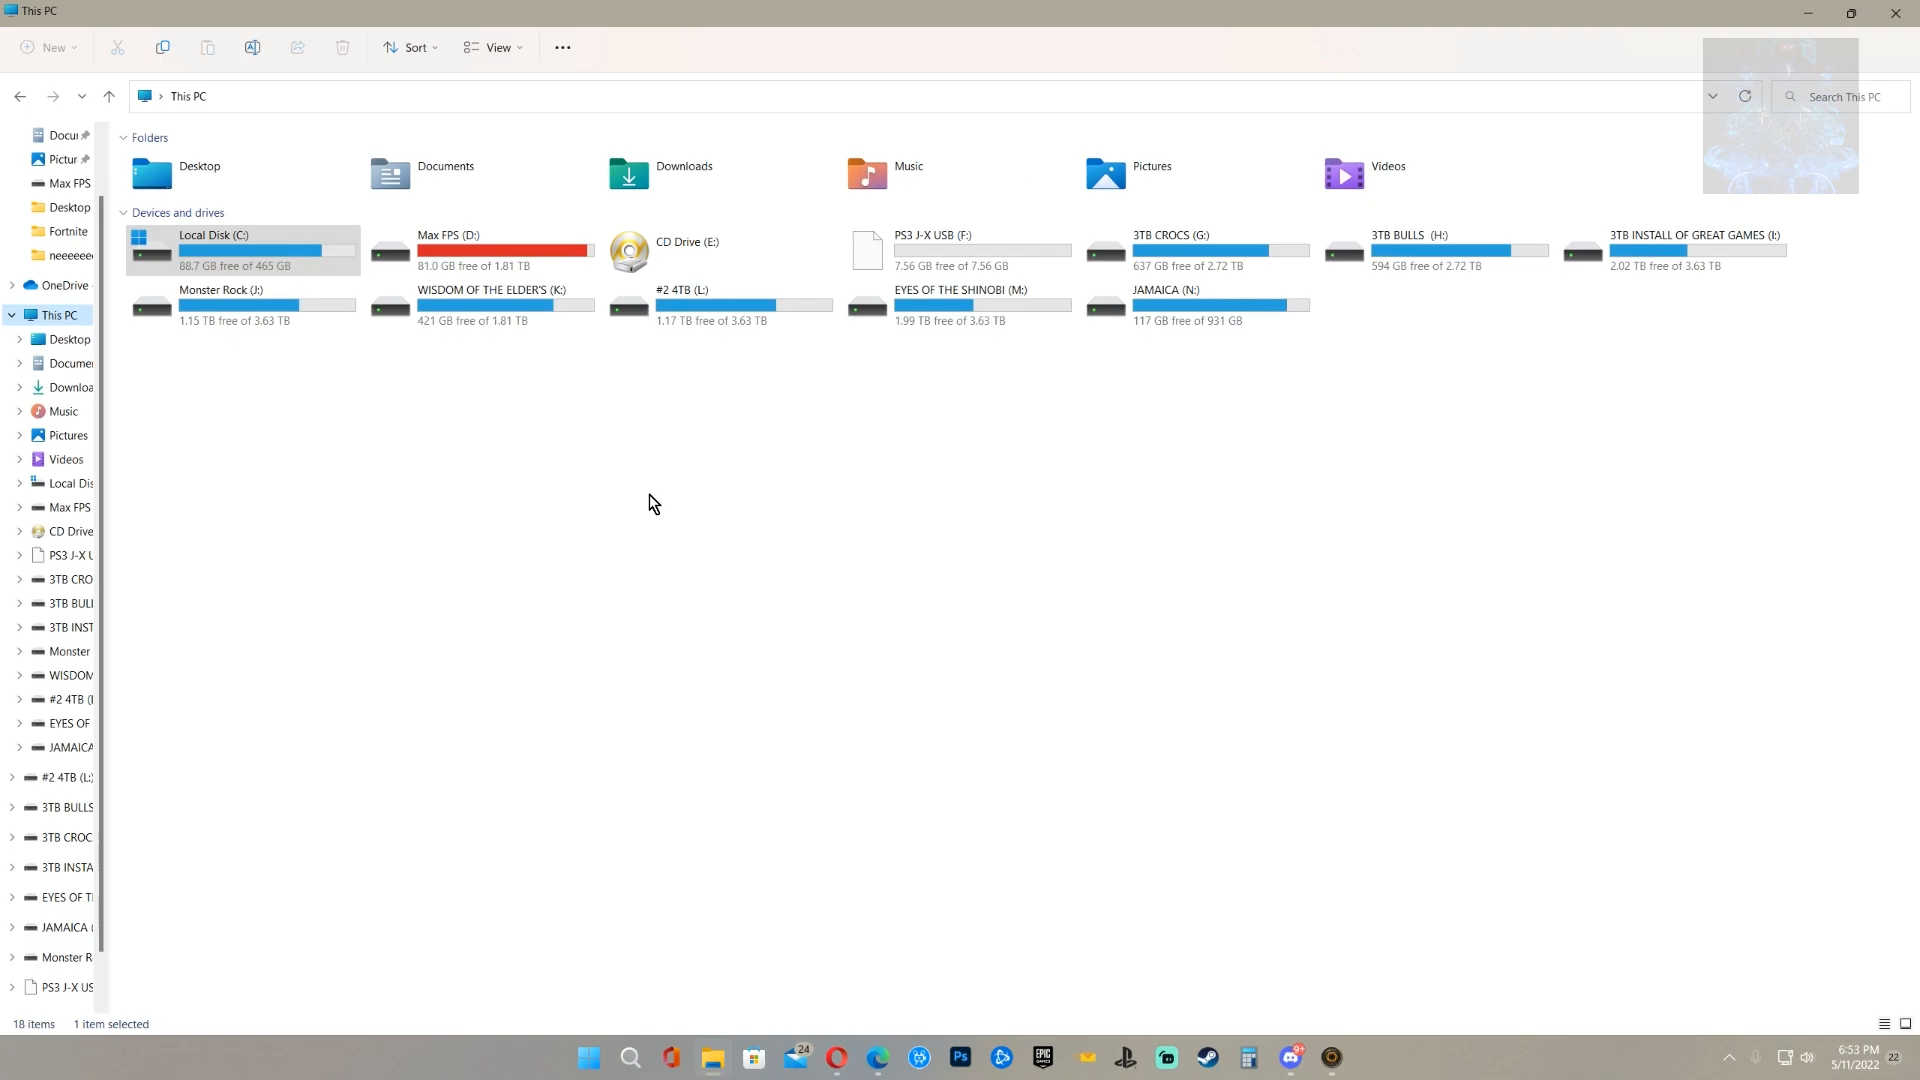 This PC
New
Sort
View
This PC
Search This PC
Docur
Pictur
Max FPS
Desktop
Fortnite
neeeeee
OneDrive
This PC
Desktop
Documen
Downloa
Music
Pictures
Videos
Local Dis
Max FPS
CD Drive
PS3 J-X U
3TB CRO
3TB BULI
3TB INST
Monster
WISDOM
#2 4TB (I
EYES OF
JAMAICA
#2 4TB (L:)
3TB BULLS
3TB CROC
3TB INSTA
EYES OF T
JAMAICA (
Monster R
PS3 J-X US
Folders
Desktop
Documents
Downloads
Music
Pictures
Videos
Devices and drives
Local Disk (C:)
88.7 GB free of 465 GB
Max FPS (D:)
81.0 GB free of 1.81 TB
CD Drive (E:)
PS3 J-X USB (F:)
7.56 GB free of 7.56 GB
3TB CROCS (G:)
637 GB free of 2.72 TB
3TB BULLS (H:)
594 GB free of 2.72 TB
3TB INSTALL OF GREAT GAMES (I:)
2.02 TB free of 3.63 TB
Monster Rock (J:)
1.15 TB free of 3.63 TB
WISDOM OF THE ELDER'S (K:)
421 GB free of 1.81 TB
#2 4TB (L:)
1.17 TB free of 3.63 TB
EYES OF THE SHINOBI (M:)
1.99 TB free of 3.63 TB
JAMAICA (N:)
117 GB free of 931 GB
18 items 1 item selected
24
Ps
EPIC
GAMES
9+
6:53 PM
5/11/2022
22